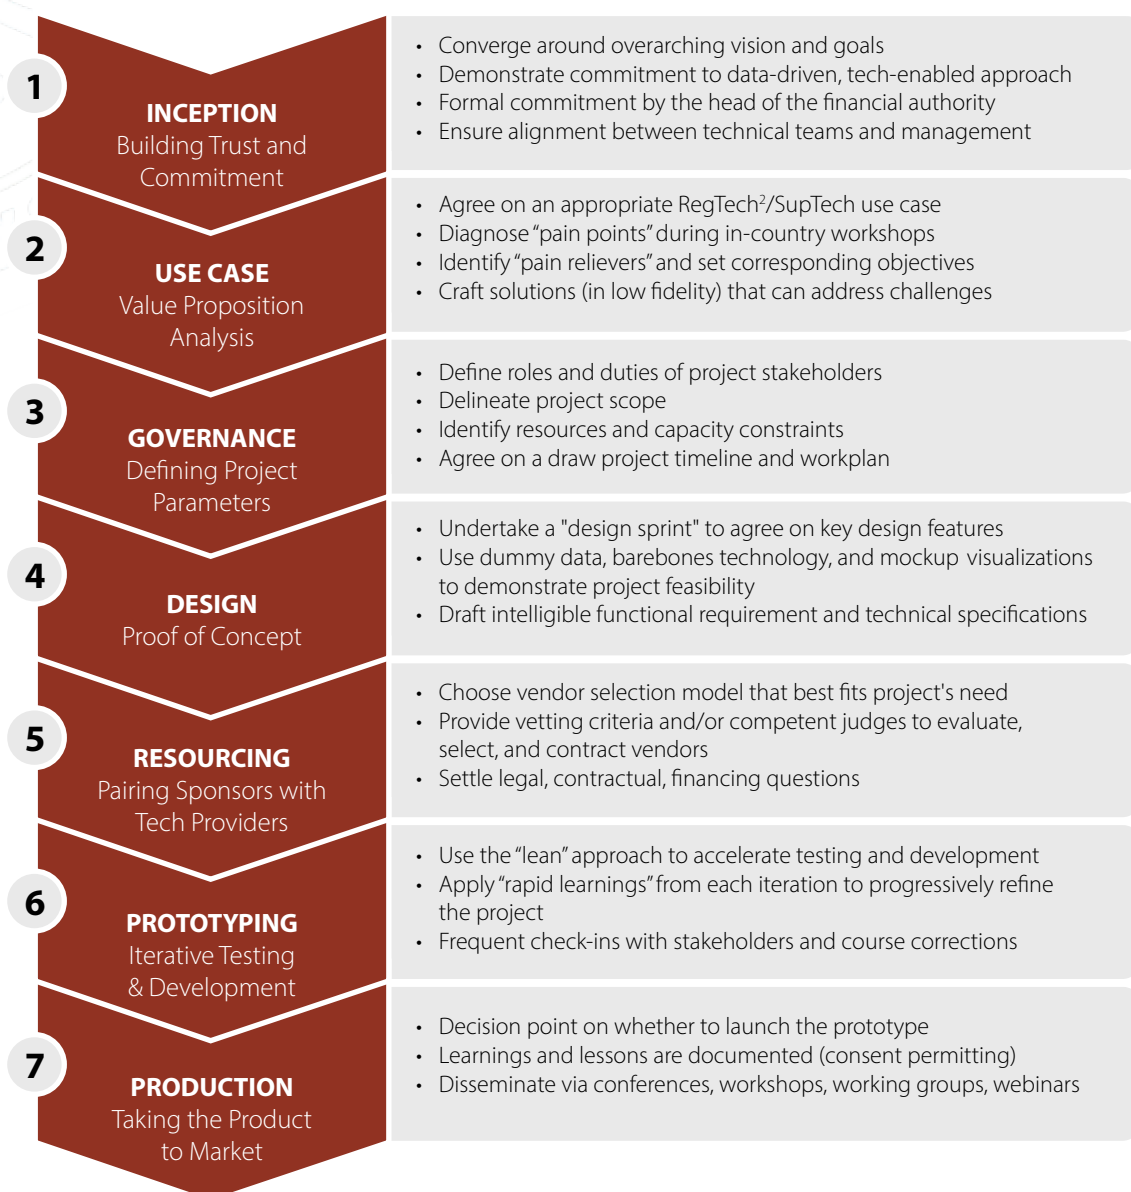 1
INCEPTION
Building Trust and
Commitment
• Converge around overarching vision and goals
• Demonstrate commitment to data-driven, tech-enabled approach
• Formal commitment by the head of the financial authority
• Ensure alignment between technical teams and management
2
USE CASE
Value Proposition
Analysis
• Agree on an appropriate RegTech²/SupTech use case
• Diagnose “pain points” during in-country workshops
• Identify “pain relievers” and set corresponding objectives
• Craft solutions (in low fidelity) that can address challenges
3
GOVERNANCE
Defining Project
Parameters
• Define roles and duties of project stakeholders
• Delineate project scope
• Identify resources and capacity constraints
• Agree on a draw project timeline and workplan
4
DESIGN
Proof of Concept
• Undertake a "design sprint" to agree on key design features
• Use dummy data, barebones technology, and mockup visualizations
to demonstrate project feasibility
• Draft intelligible functional requirement and technical specifications
5
RESOURCING
Pairing Sponsors with
Tech Providers
• Choose vendor selection model that best fits project's need
• Provide vetting criteria and/or competent judges to evaluate,
select, and contract vendors
• Settle legal, contractual, financing questions
6
PROTOTYPING
Iterative Testing
& Development
• Use the “lean” approach to accelerate testing and development
• Apply “rapid learnings” from each iteration to progressively refine
the project
• Frequent check-ins with stakeholders and course corrections
7
PRODUCTION
Taking the Product
to Market
• Decision point on whether to launch the prototype
• Learnings and lessons are documented (consent permitting)
• Disseminate via conferences, workshops, working groups, webinars